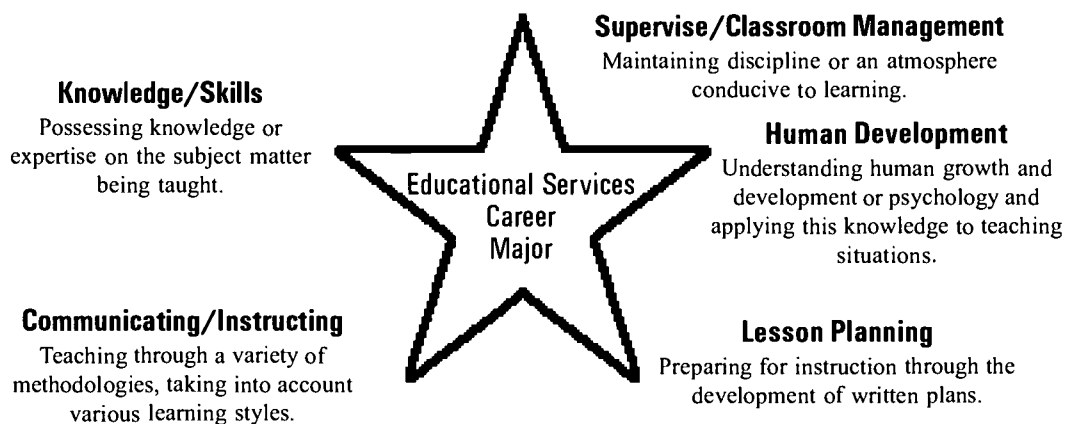 Supervise/Classroom Management
Maintaining discipline or an atmosphere
conducive to learning.
Knowledge/Skills
Possessing knowledge or
expertise on the subject matter
being taught.
Human Development
Understanding human growth and
development or psychology and
applying this knowledge to teaching
situations.
Educational Services
Career
Major
Communicating/Instructing
Teaching through a variety of
methodologies, taking into account
various learning styles.
Lesson Planning
Preparing for instruction through the
development of written plans.